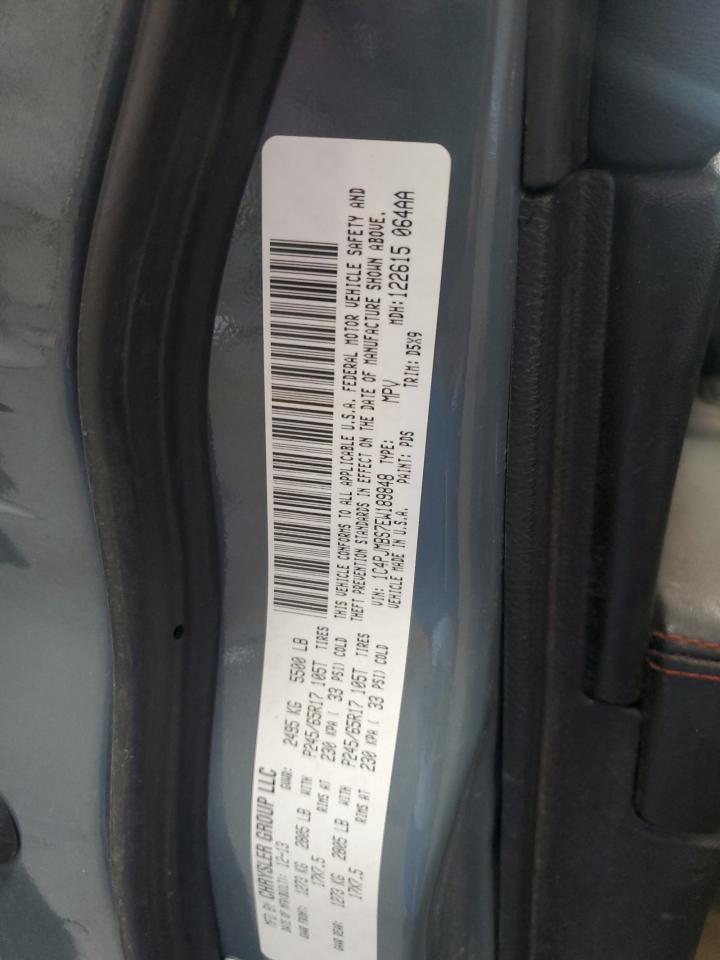 MFD BY CHRYSLER GROUP LLC
DATE OF MFR(BUILT): 12-13 GVWR: 2495 KG 5500 LB
GAWR FRONT: 1273 KG 2805 LB WITH P245/65R17 105T TIRES
17X7.5 RIMS AT 230 KPA ( 33 PSI) COLD
GAWR REAR: 1273 KG 2805 LB WITH P245/65R17 105T TIRES
17X7.5 RIMS AT 230 KPA ( 33 PSI) COLD
THIS VEHICLE CONFORMS TO ALL APPLICABLE U.S.A. FEDERAL MOTOR VEHICLE SAFETY AND
THEFT PREVENTION STANDARDS IN EFFECT ON THE DATE OF MANUFACTURE SHOWN ABOVE.
VIN: 1C4PJMBS7EW189848 TYPE: MPV MDH:122615 064AA
VEHICLE MADE IN U.S.A. PAINT: PDS TRIM: D5X9